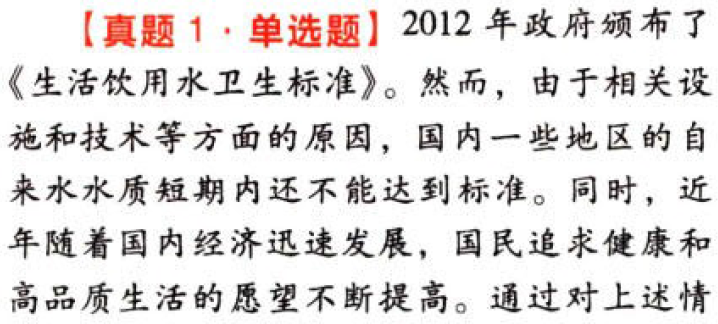 【真题1·单选题】2012年政府颁布了
《生活饮用水卫生标准》。然而，由于相关设
施和技术等方面的原因，国内一些地区的自
来水水质短期内还不能达到标准。同时，近
年随着国内经济迅速发展，国民追求健康和
高品质生活的愿望不断提高。通过对上述情